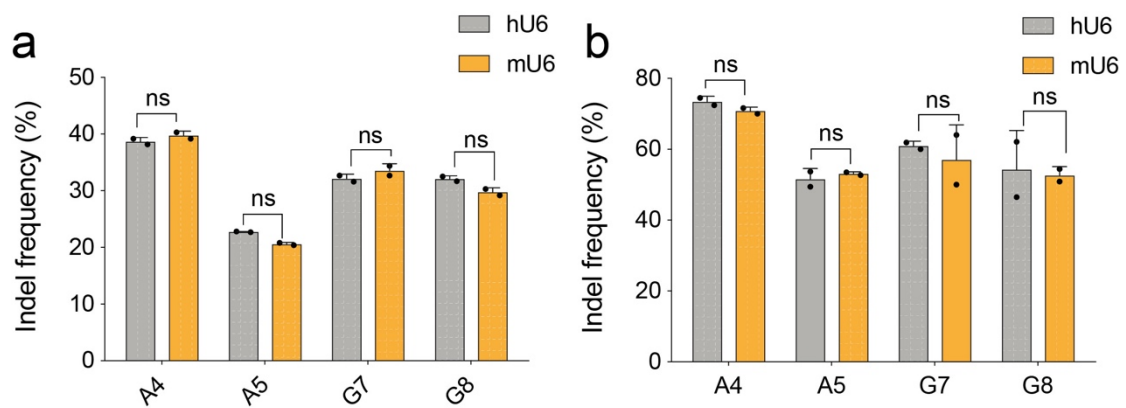 a
hU6
mU6
Indel frequency (%)
50
40
30
20
10
0
ns
ns
ns
ns
A4
A5
G7
G8
b
hU6
mU6
Indel frequency (%)
80
60
40
20
0
ns
ns
ns
ns
A4
A5
G7
G8